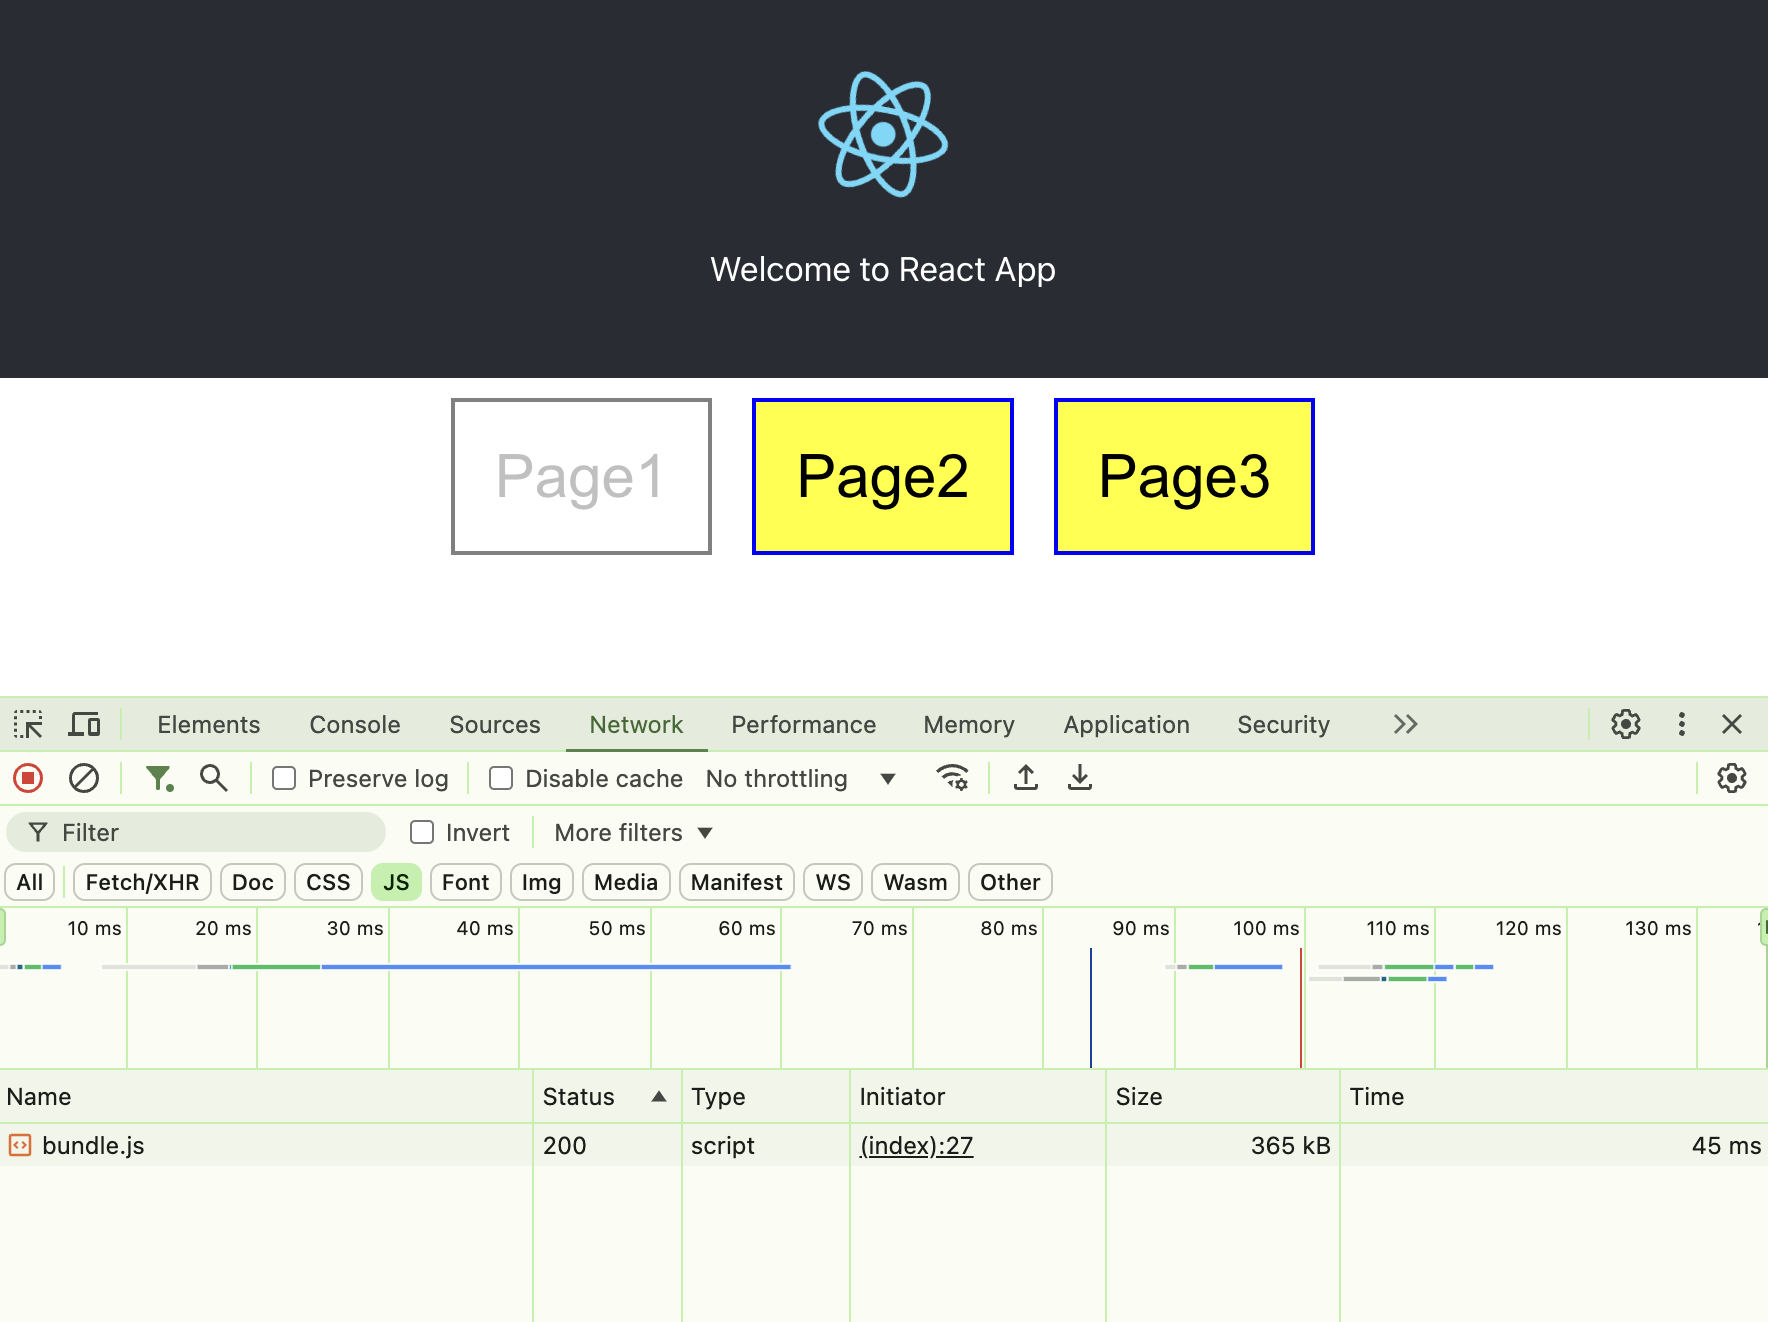 Welcome to React App
Page1 Page2 Page3
Elements Console Sources Network Performance Memory Application Security
Preserve log Disable cache No throttling
Filter Invert More filters
All Fetch/XHR Doc CSS JS Font Img Media Manifest WS Wasm Other
10 ms 20 ms 30 ms 40 ms 50 ms 60 ms 70 ms 80 ms 90 ms 100 ms 110 ms 120 ms 130 ms
Name Status Type Initiator Size Time
bundle.js 200 script (index):27 365 kB 45 ms